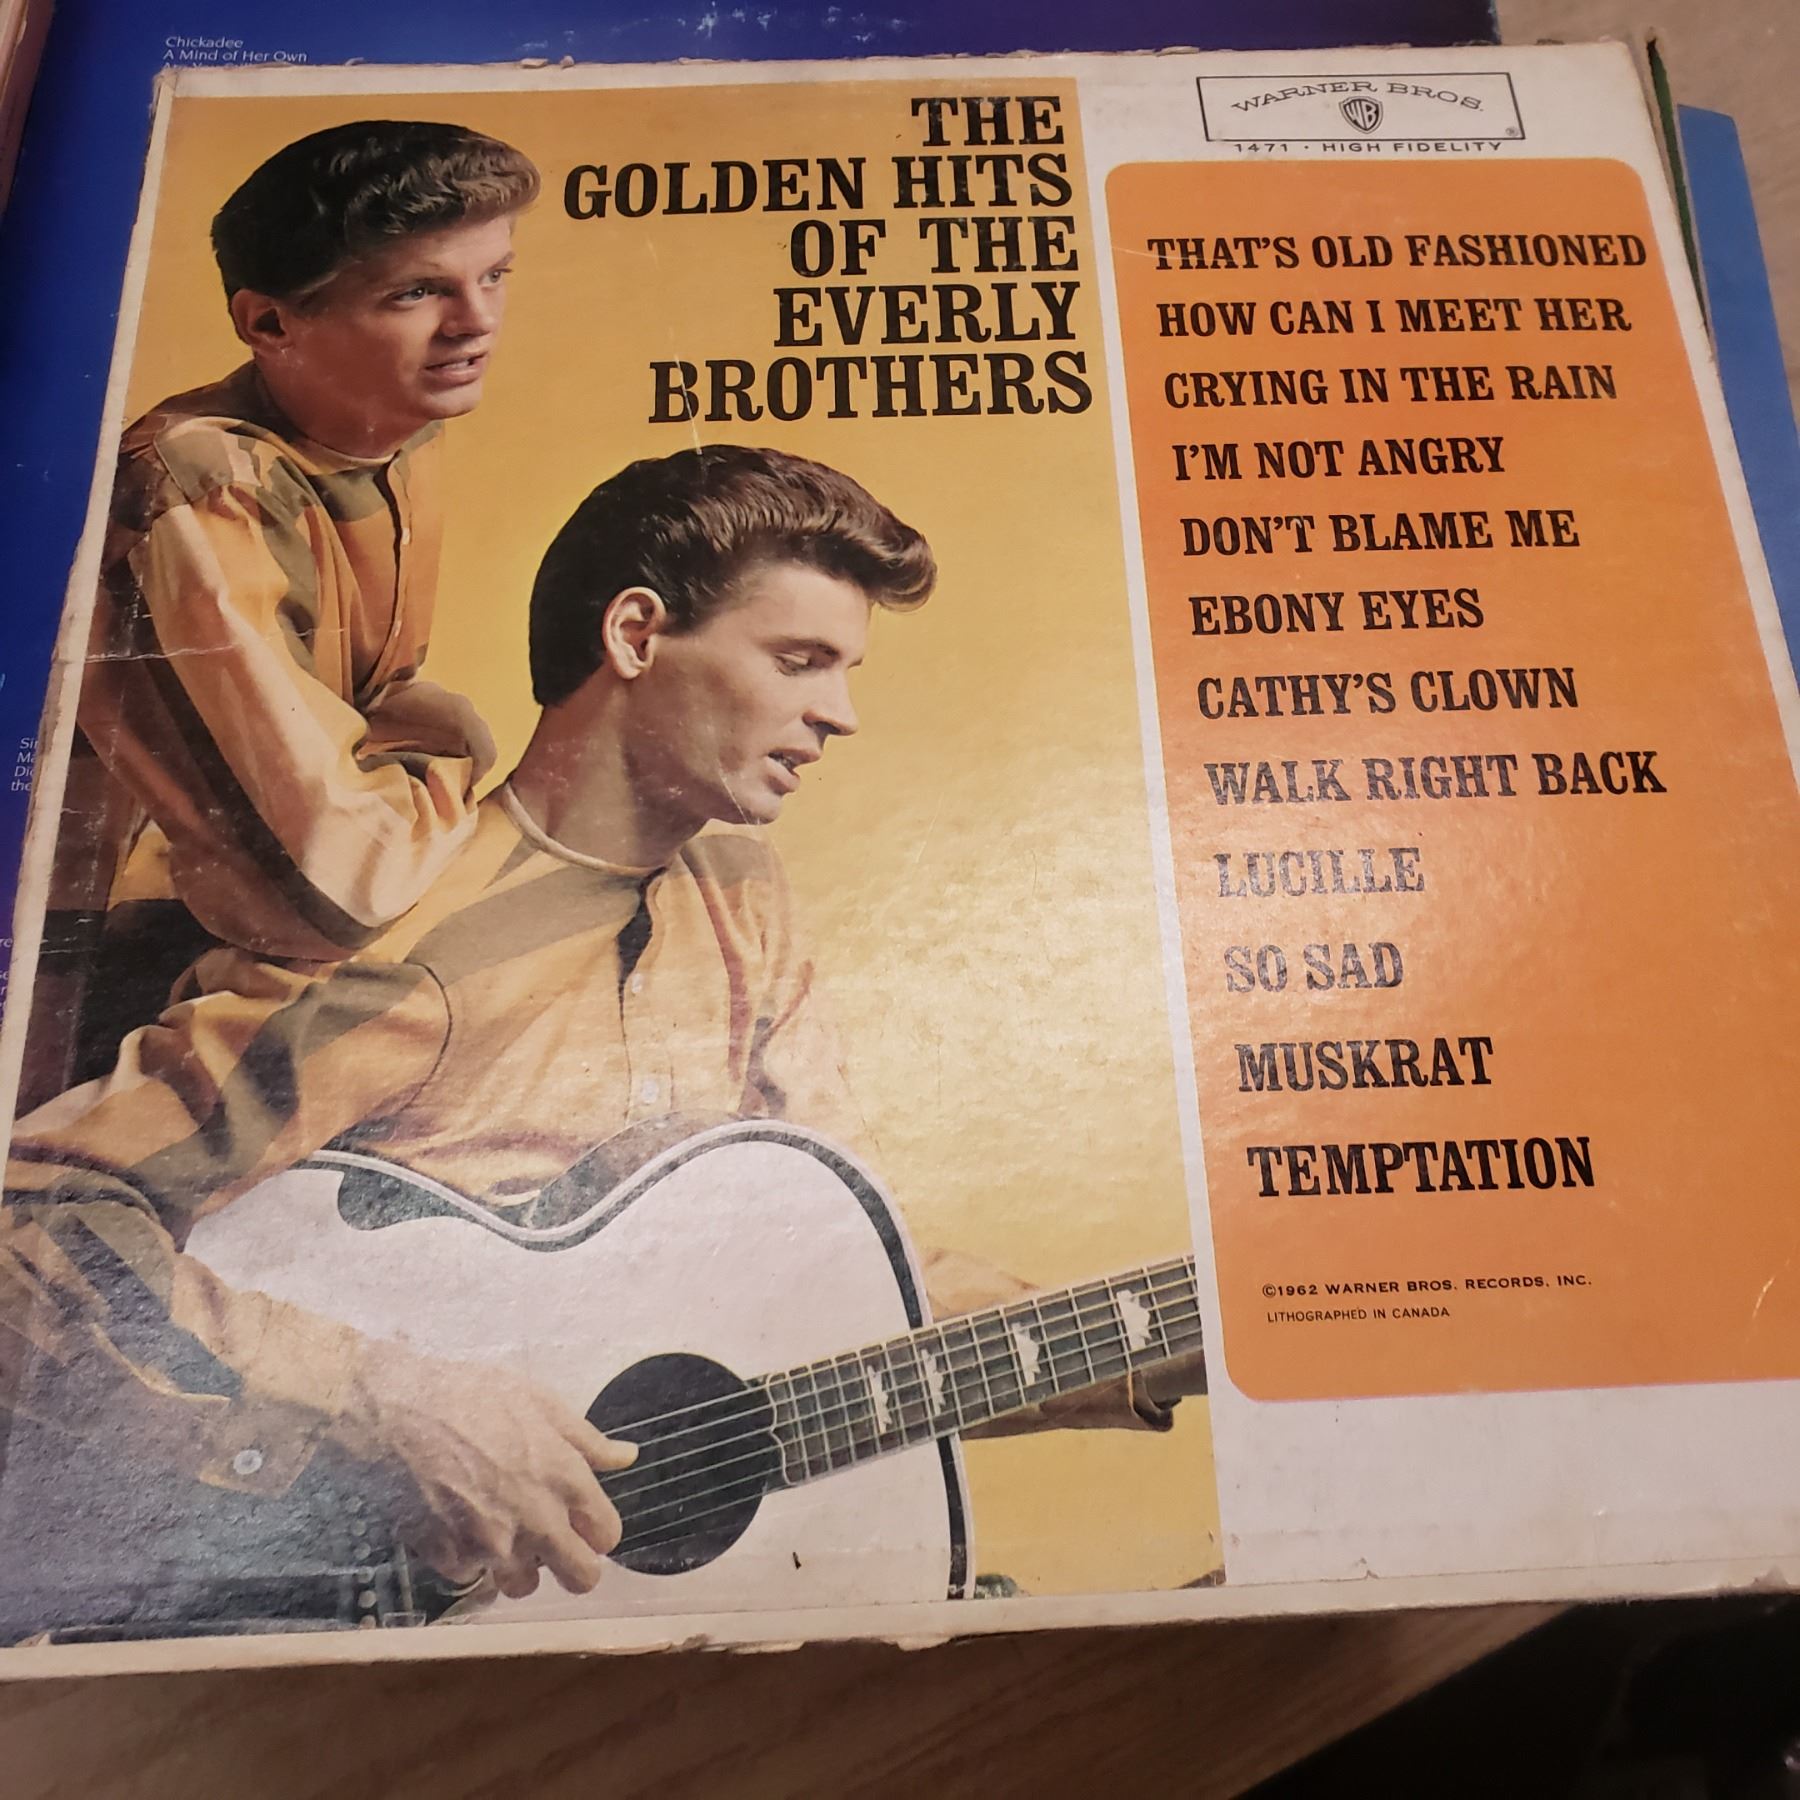 Chickadee
A Mind of Her Own
THE
GOLDEN HITS
OF THE
EVERLY
BROTHERS
WARNER BROS.
WB
®
1471 · HIGH FIDELITY
THAT'S OLD FASHIONED
HOW CAN I MEET HER
CRYING IN THE RAIN
I'M NOT ANGRY
DON'T BLAME ME
EBONY EYES
CATHY'S CLOWN
WALK RIGHT BACK
LUCILLE
SO SAD
MUSKRAT
TEMPTATION
©1962 WARNER BROS. RECORDS, INC.
LITHOGRAPHED IN CANADA